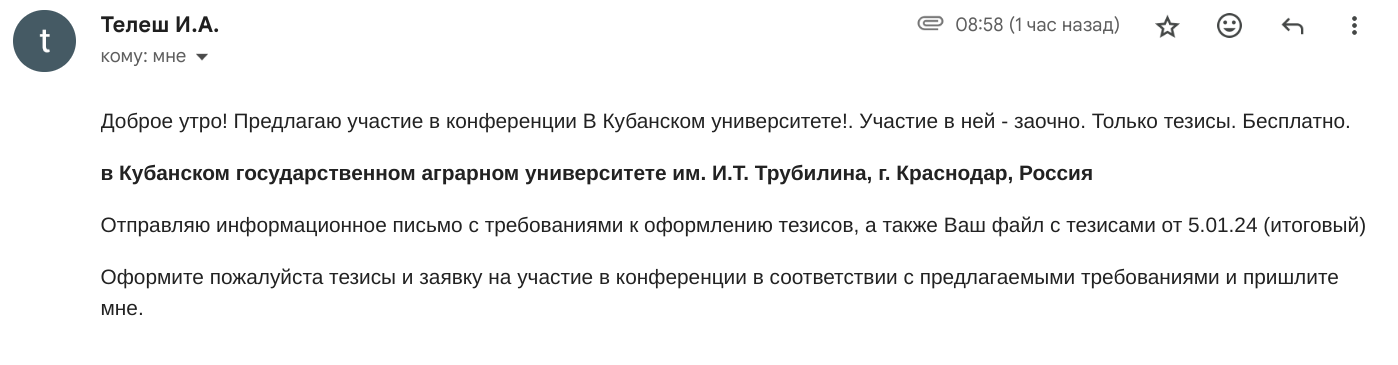 t
Телеш И.А.
08:58 (1 час назад)
кому: мне
Доброе утро! Предлагаю участие в конференции В Кубанском университете!. Участие в ней - заочно. Только тезисы. Бесплатно.
в Кубанском государственном аграрном университете им. И.Т. Трубилина, г. Краснодар, Россия
Отправляю информационное письмо с требованиями к оформлению тезисов, а также Ваш файл с тезисами от 5.01.24 (итоговый)
Оформите пожалуйста тезисы и заявку на участие в конференции в соответствии с предлагаемыми требованиями и пришлите
мне.